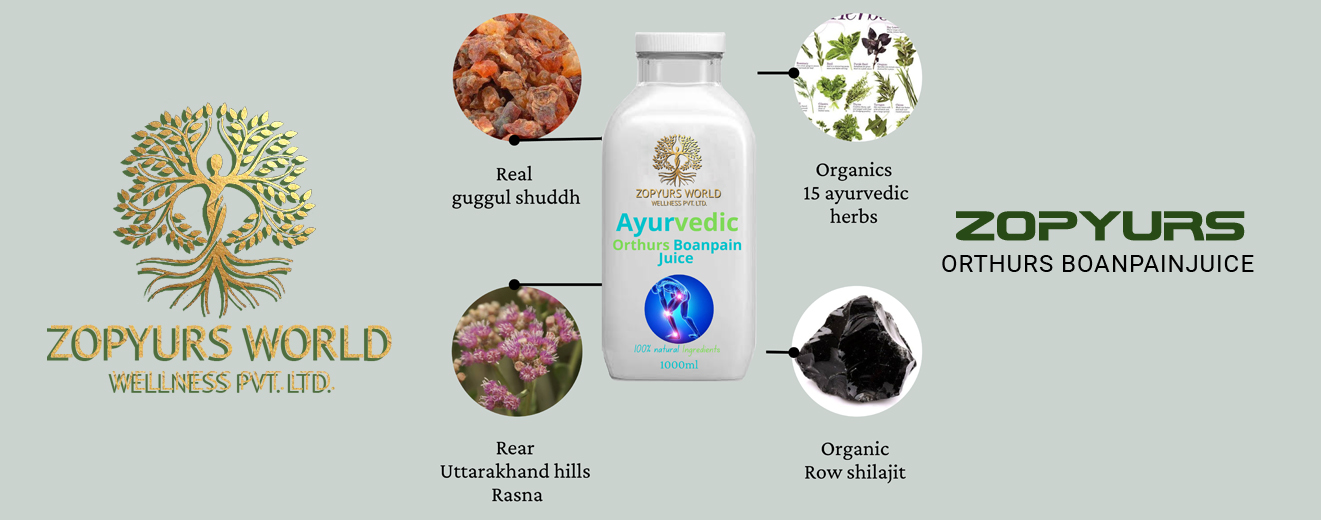 ZOPYURS WORLD
WELLNESS PVT. LTD.
Real
guggul shuddh
Rear
Uttarakhand hills
Rasna
ZOPYURS WORLD
WELLNESS PVT. LTD.
Ayurvedic
Orthurs Boanpain
Juice
100% natural ingredients
1000ml
Herbs
Organics
15 ayurvedic
herbs
Organic
Row shilajit
ZOPYURS
ORTHURS BOANPAINJUICE